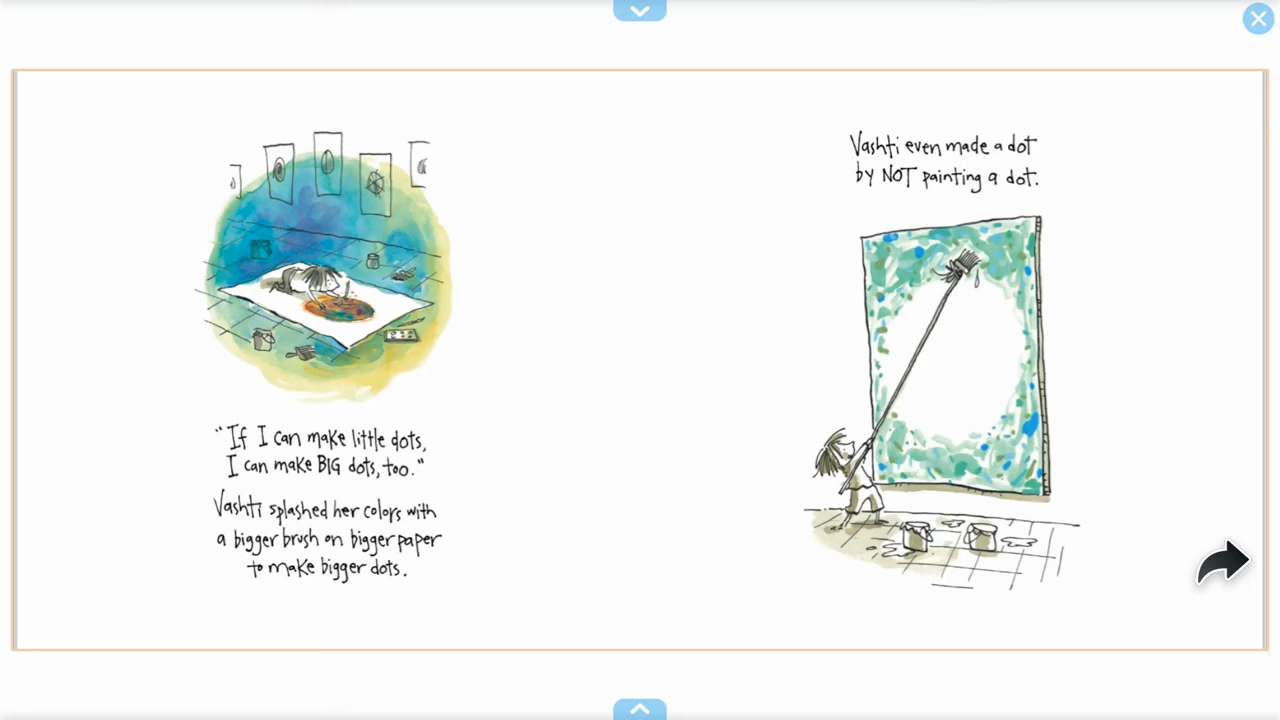 "If I can make little dots,
I can make BIG dots, too."
Vashti splashed her colors with
a bigger brush on bigger paper
to make bigger dots.
Vashti even made a dot
by NOT painting a dot.